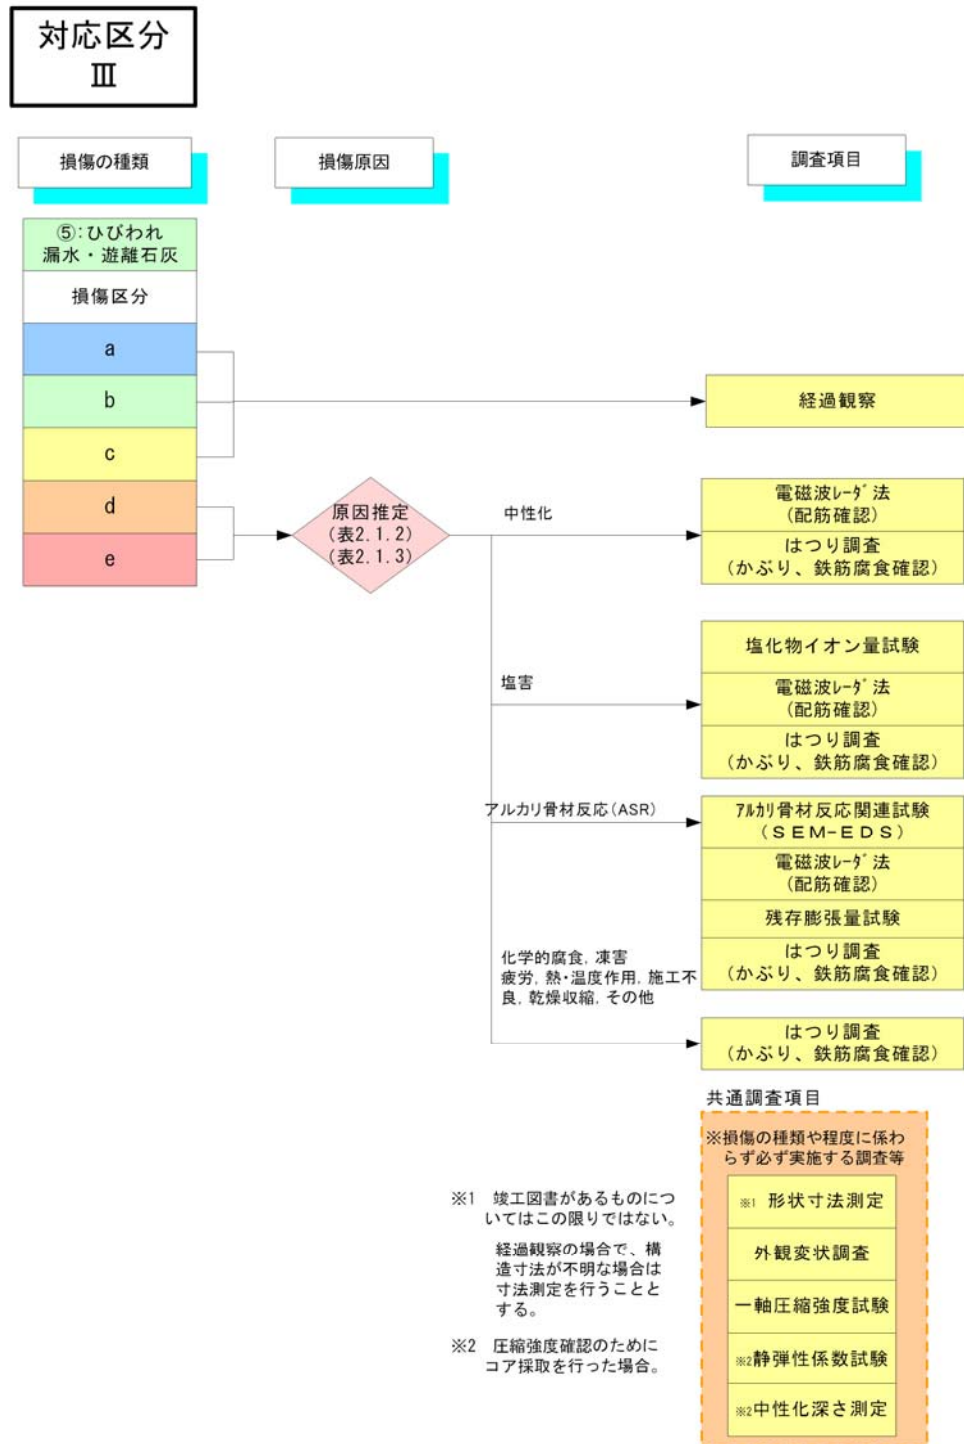 対応区分
Ⅲ
損傷の種類
損傷原因
調査項目
⑤:ひびわれ
漏水・遊離石灰
損傷区分
a
b
c
d
e
経過観察
原因推定
(表2.1.2)
(表2.1.3)
中性化
電磁波ﾚｰﾀﾞ法
(配筋確認)
はつり調査
(かぶり、鉄筋腐食確認)
塩害
塩化物イオン量試験
電磁波ﾚｰﾀﾞ法
(配筋確認)
はつり調査
(かぶり、鉄筋腐食確認)
アルカリ骨材反応(ASR)
ｱﾙｶﾘ骨材反応関連試験
(ＳＥＭ－ＥＤＳ)
電磁波ﾚｰﾀﾞ法
(配筋確認)
残存膨張量試験
はつり調査
(かぶり、鉄筋腐食確認)
化学的腐食, 凍害
疲労, 熱・温度作用, 施工不
良, 乾燥収縮, その他
はつり調査
(かぶり、鉄筋腐食確認)
共通調査項目
※損傷の種類や程度に係わ
らず必ず実施する調査等
※1 形状寸法測定
外観変状調査
一軸圧縮強度試験
※2静弾性係数試験
※2中性化深さ測定
※1 竣工図書があるものにつ
いてはこの限りではない。
経過観察の場合で、構
造寸法が不明な場合は
寸法測定を行うことと
する。
※2 圧縮強度確認のために
コア採取を行った場合。